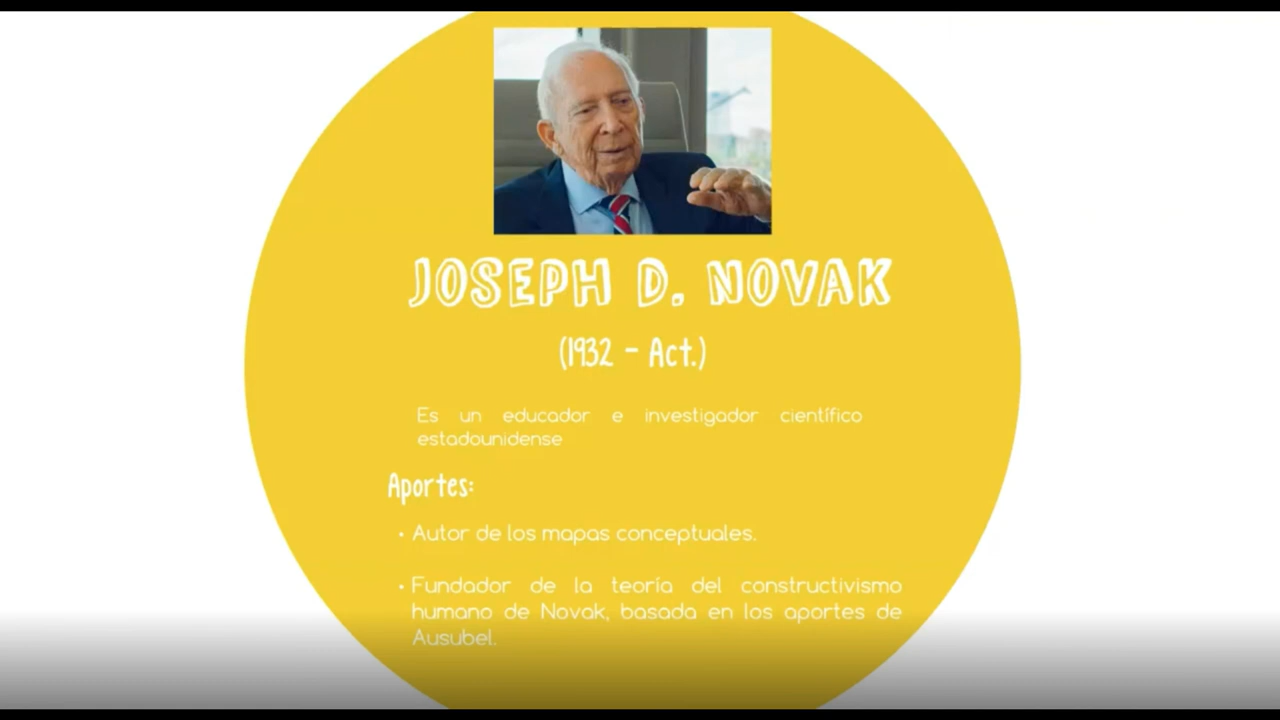 JOSEPH D. NOVAK
(1932 - Act.)
Es un educador e investigador científico
estadounidense
Aportes:
• Autor de los mapas conceptuales.
• Fundador de la teoría del constructivismo
humano de Novak, basada en los aportes de
Ausubel.